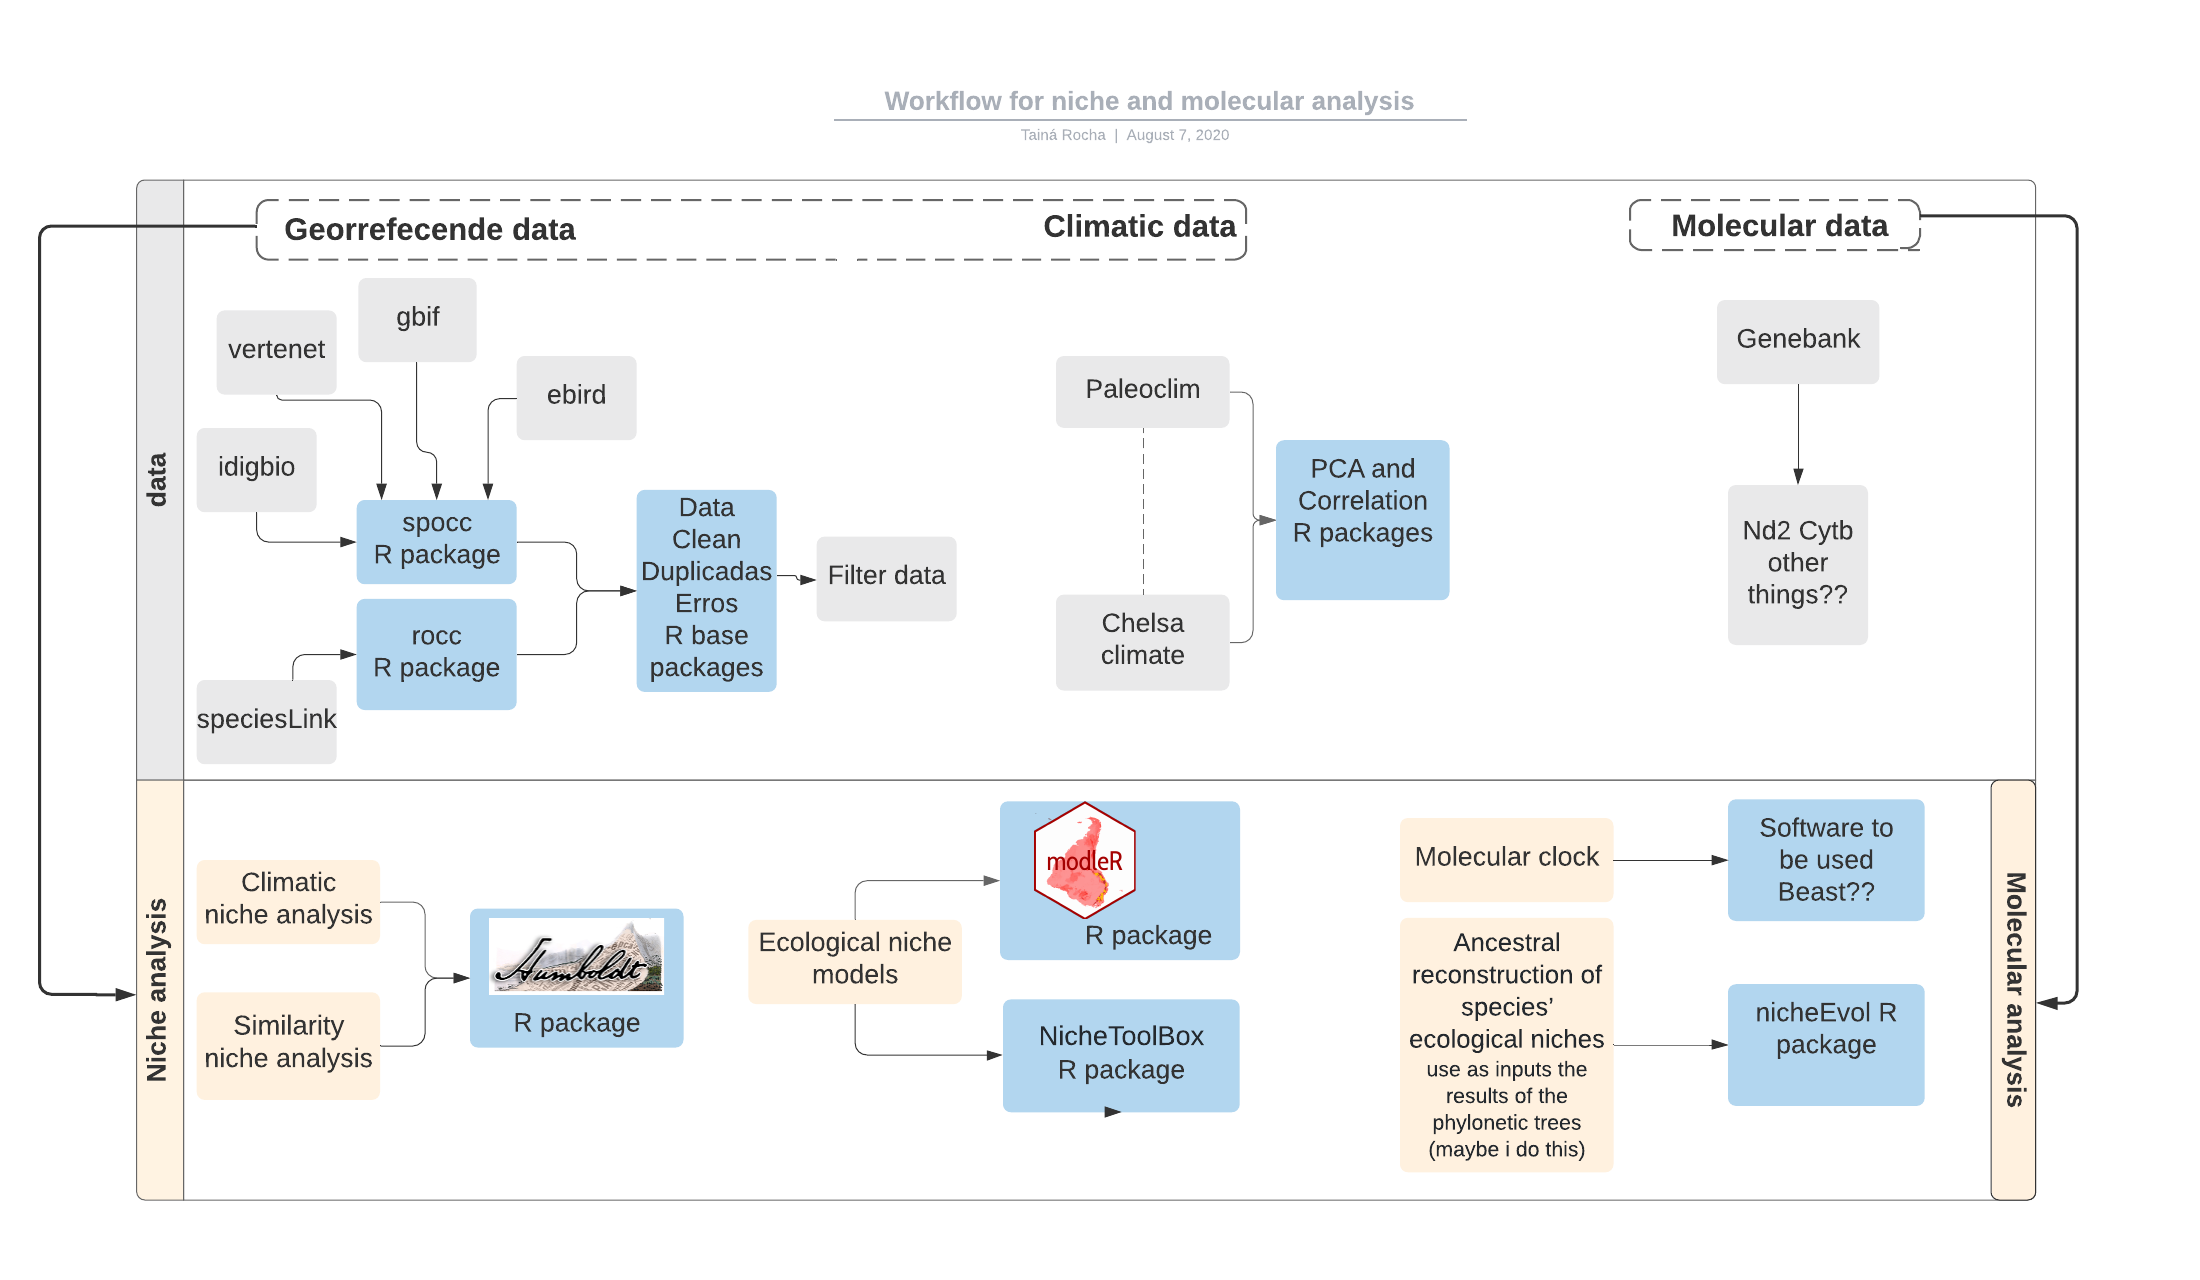 Workflow for niche and molecular analysis
Tainá Rocha | August 7, 2020
data
Georrefecende data
Climatic data
Molecular data
gbif
vertenet
ebird
idigbio
spocc
R package
rocc
R package
speciesLink
Data
Clean
Duplicadas
Erros
R base
packages
Filter data
Paleoclim
Chelsa
climate
PCA and
Correlation
R packages
Genebank
Nd2 Cytb
other
things??
Niche analysis
Climatic
niche analysis
Similarity
niche analysis
Humboldt
R package
Ecological niche
models
modleR
R package
NicheToolBox
R package
Molecular clock
Software to
be used
Beast??
Ancestral
reconstruction of
species’
ecological niches
use as inputs the
results of the
phylonetic trees
(maybe i do this)
nicheEvol R
package
Molecular analysis